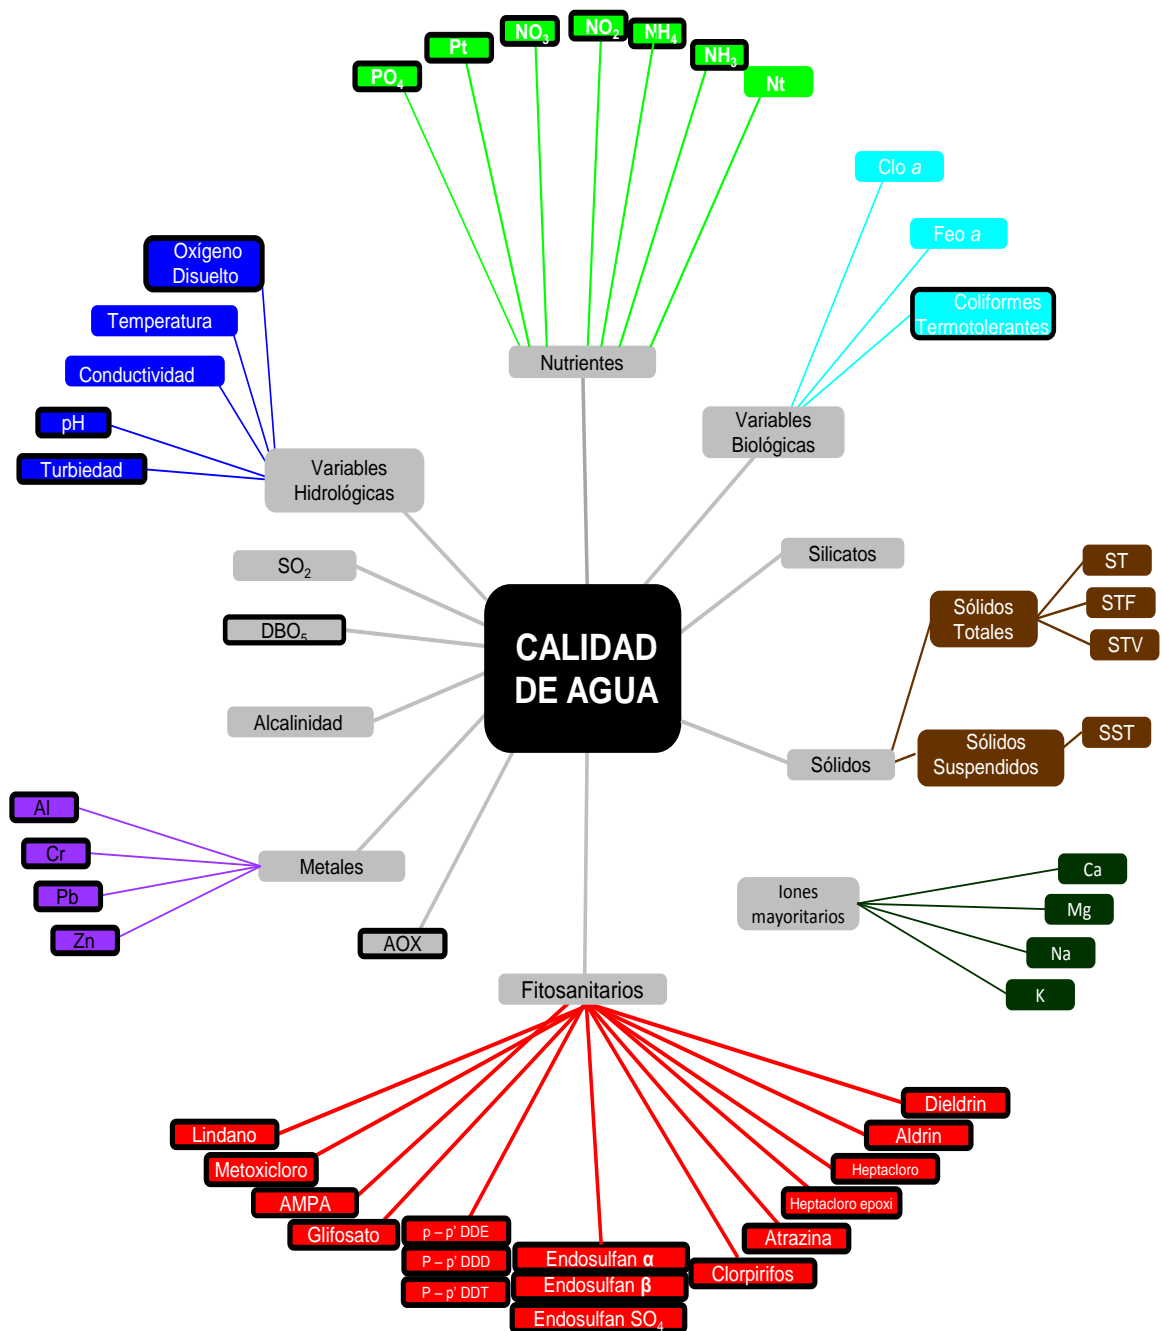 PO₄
Pt
NO₃
NO₂
NH₄
NH₃
Nt
Clo a
Feo a
Coliformes
Termotolerantes
Oxígeno
Disuelto
Temperatura
Conductividad
pH
Turbiedad
Nutrientes
Variables
Biológicas
Variables
Hidrológicas
SO₂
DBO₅
Alcalinidad
Silicatos
CALIDAD
DE AGUA
Sólidos
Totales
ST
STF
STV
Sólidos
Sólidos
Suspendidos
SST
Metales
Al
Cr
Pb
Zn
AOX
Iones
mayoritarios
Ca
Mg
Na
K
Fitosanitarios
Lindano
Metoxicloro
AMPA
Glifosato
p – p' DDE
P – p' DDD
P – p' DDT
Endosulfan α
Endosulfan β
Endosulfan SO₄
Clorpirifos
Atrazina
Heptacloro epoxi
Heptacloro
Aldrin
Dieldrin